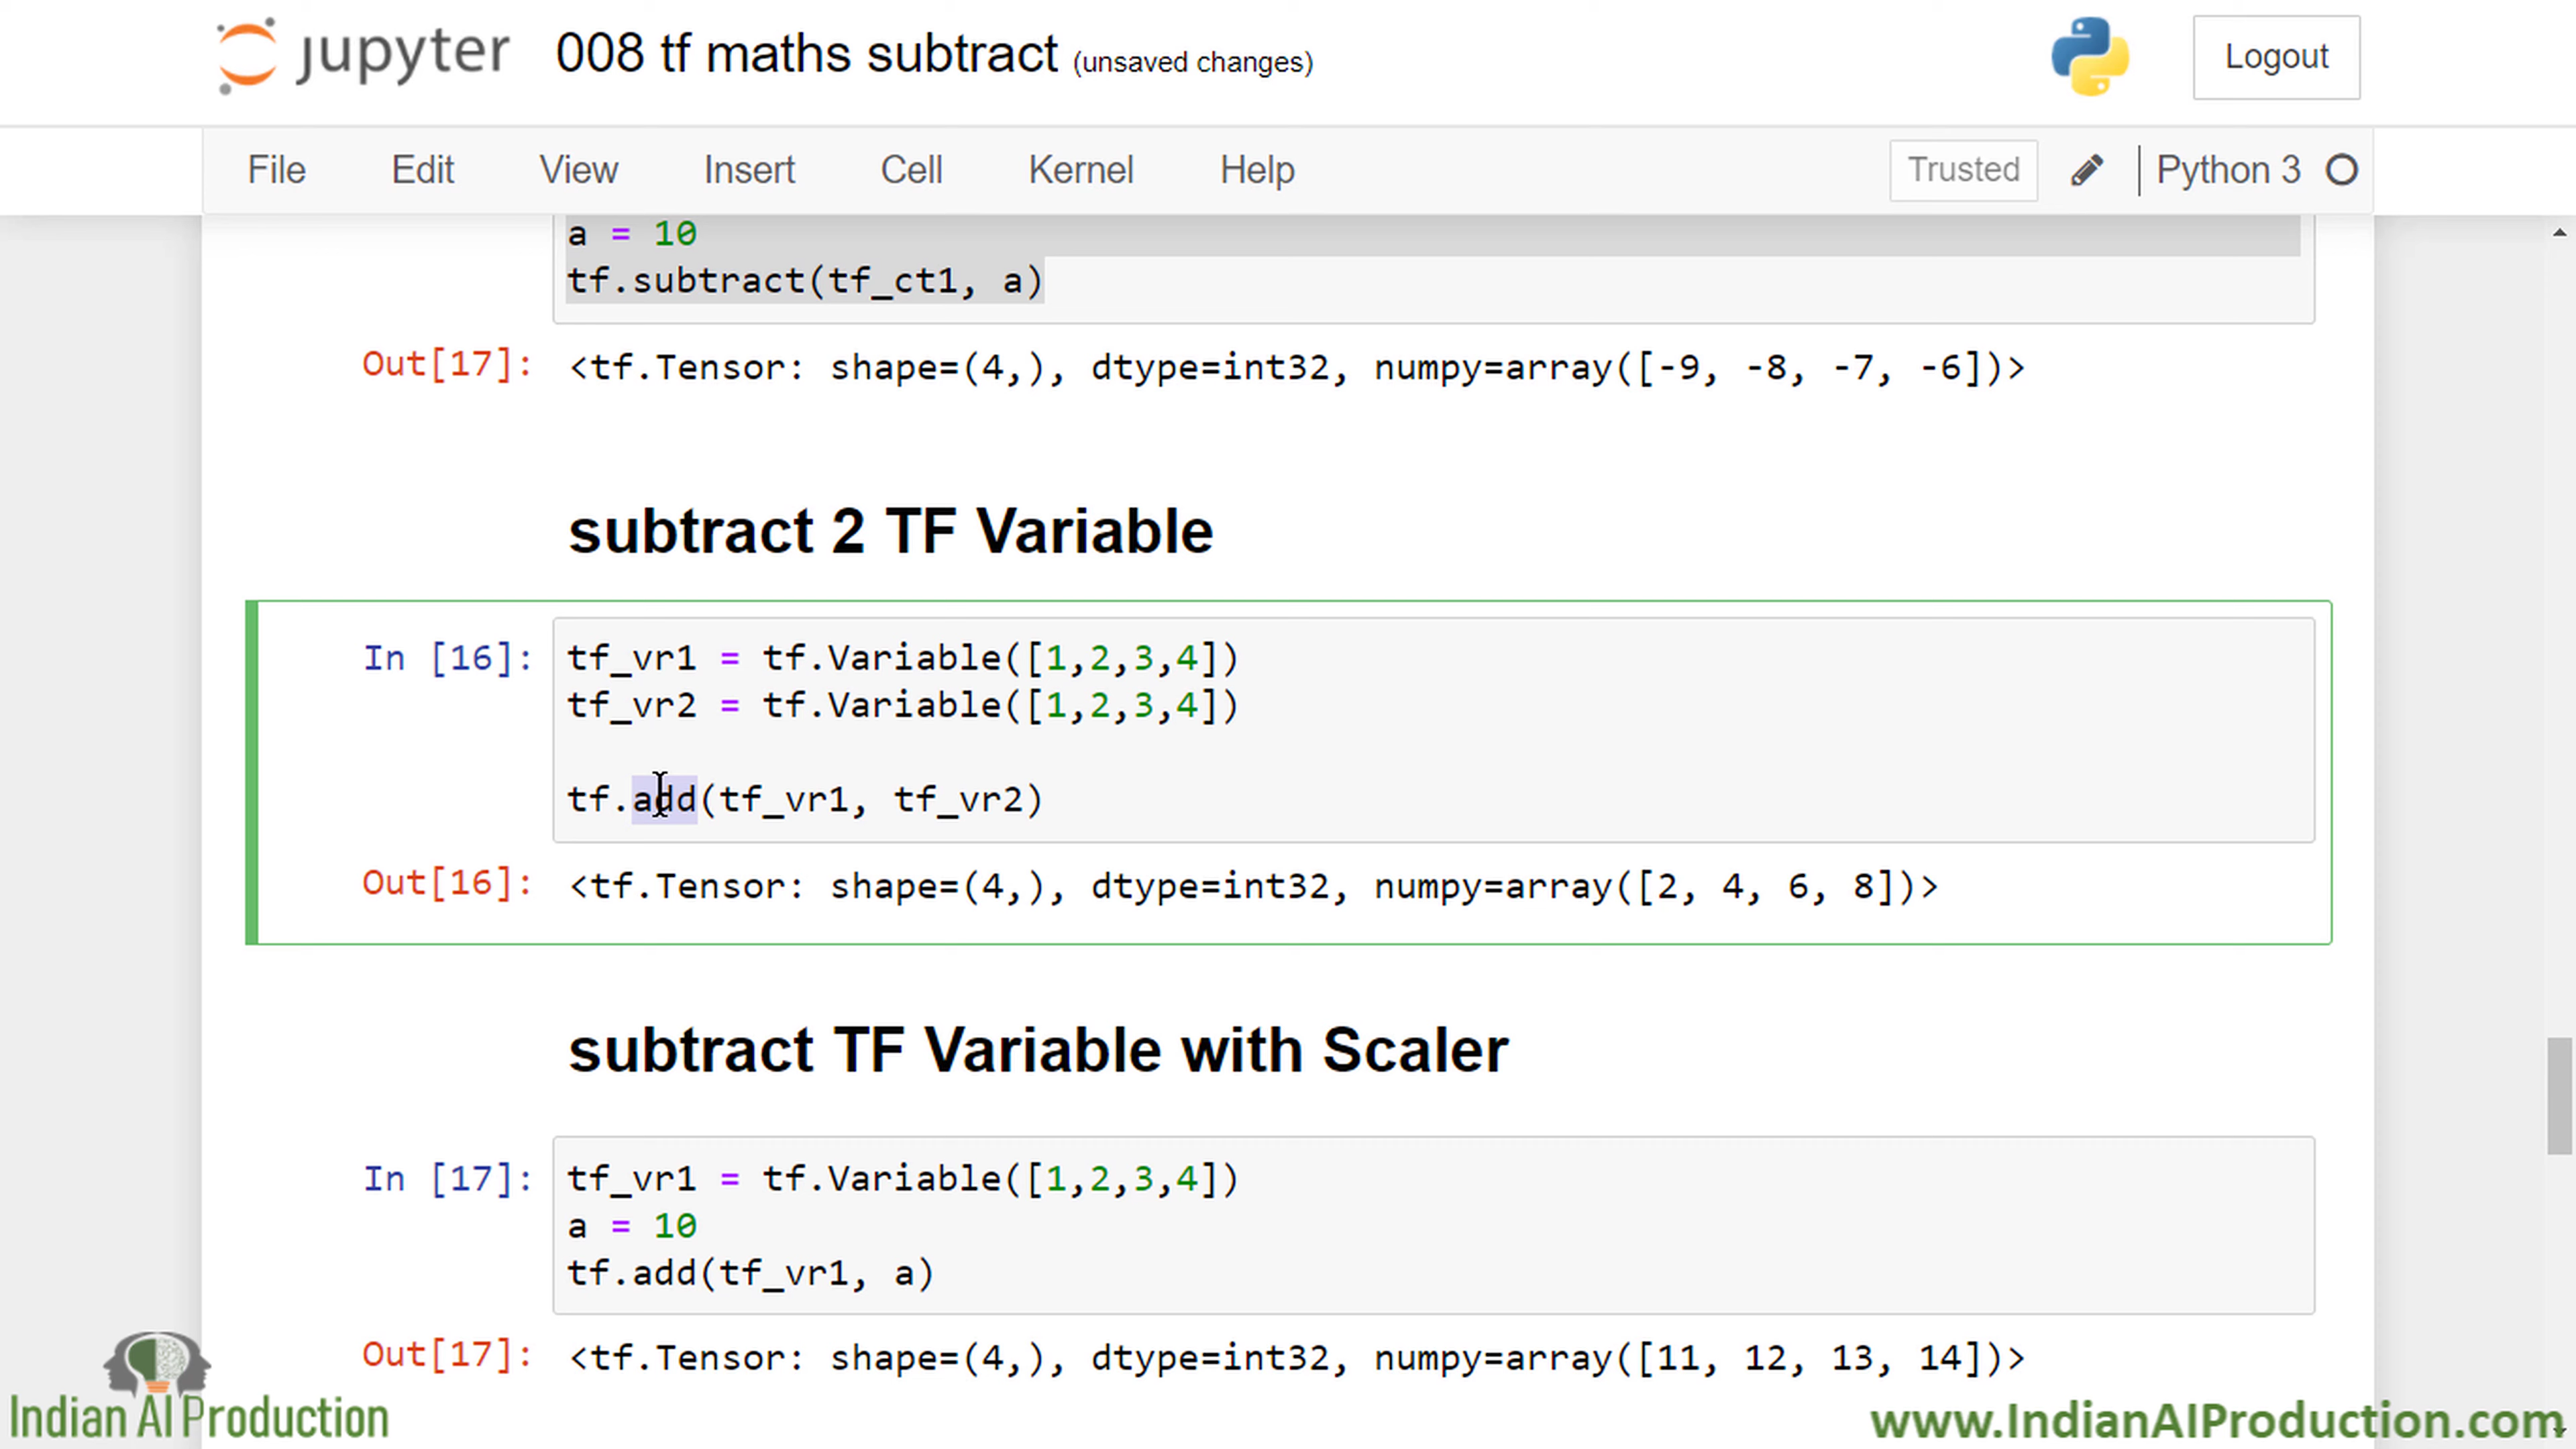 jupyter 008 tf maths subtract (unsaved changes) Logout
File Edit View Insert Cell Kernel Help Trusted Python 3
a = 10
tf.subtract(tf_ct1, a)
Out[17]: <tf.Tensor: shape=(4,), dtype=int32, numpy=array([-9, -8, -7, -6])>
subtract 2 TF Variable
In [16]: tf_vr1 = tf.Variable([1,2,3,4])
tf_vr2 = tf.Variable([1,2,3,4])
tf.add(tf_vr1, tf_vr2)
Out[16]: <tf.Tensor: shape=(4,), dtype=int32, numpy=array([2, 4, 6, 8])>
subtract TF Variable with Scaler
In [17]: tf_vr1 = tf.Variable([1,2,3,4])
a = 10
tf.add(tf_vr1, a)
Out[17]: <tf.Tensor: shape=(4,), dtype=int32, numpy=array([11, 12, 13, 14])>
Indian AI Production
www.IndianAIProduction.com